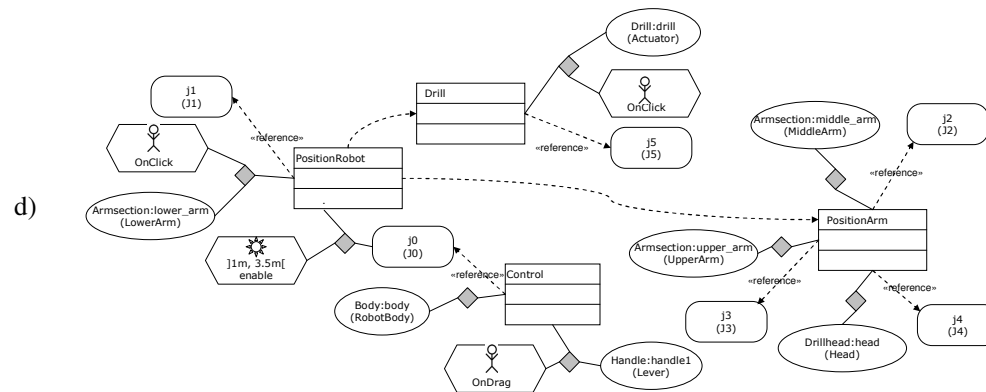 d)
Drill:drill
(Actuator)
OnClick
Drill
j1
(J1)
«reference»
OnClick
PositionRobot
Armsection:lower_arm
(LowerArm)
«reference»
j5
(J5)
Armsection:middle_arm
(MiddleArm)
j2
(J2)
«reference»
PositionArm
Armsection:upper_arm
(UpperArm)
]1m, 3.5m[
enable
j0
(J0)
«reference»
Control
Body:body
(RobotBody)
«reference»
j3
(J3)
«reference»
j4
(J4)
Drillhead:head
(Head)
OnDrag
Handle:handle1
(Lever)